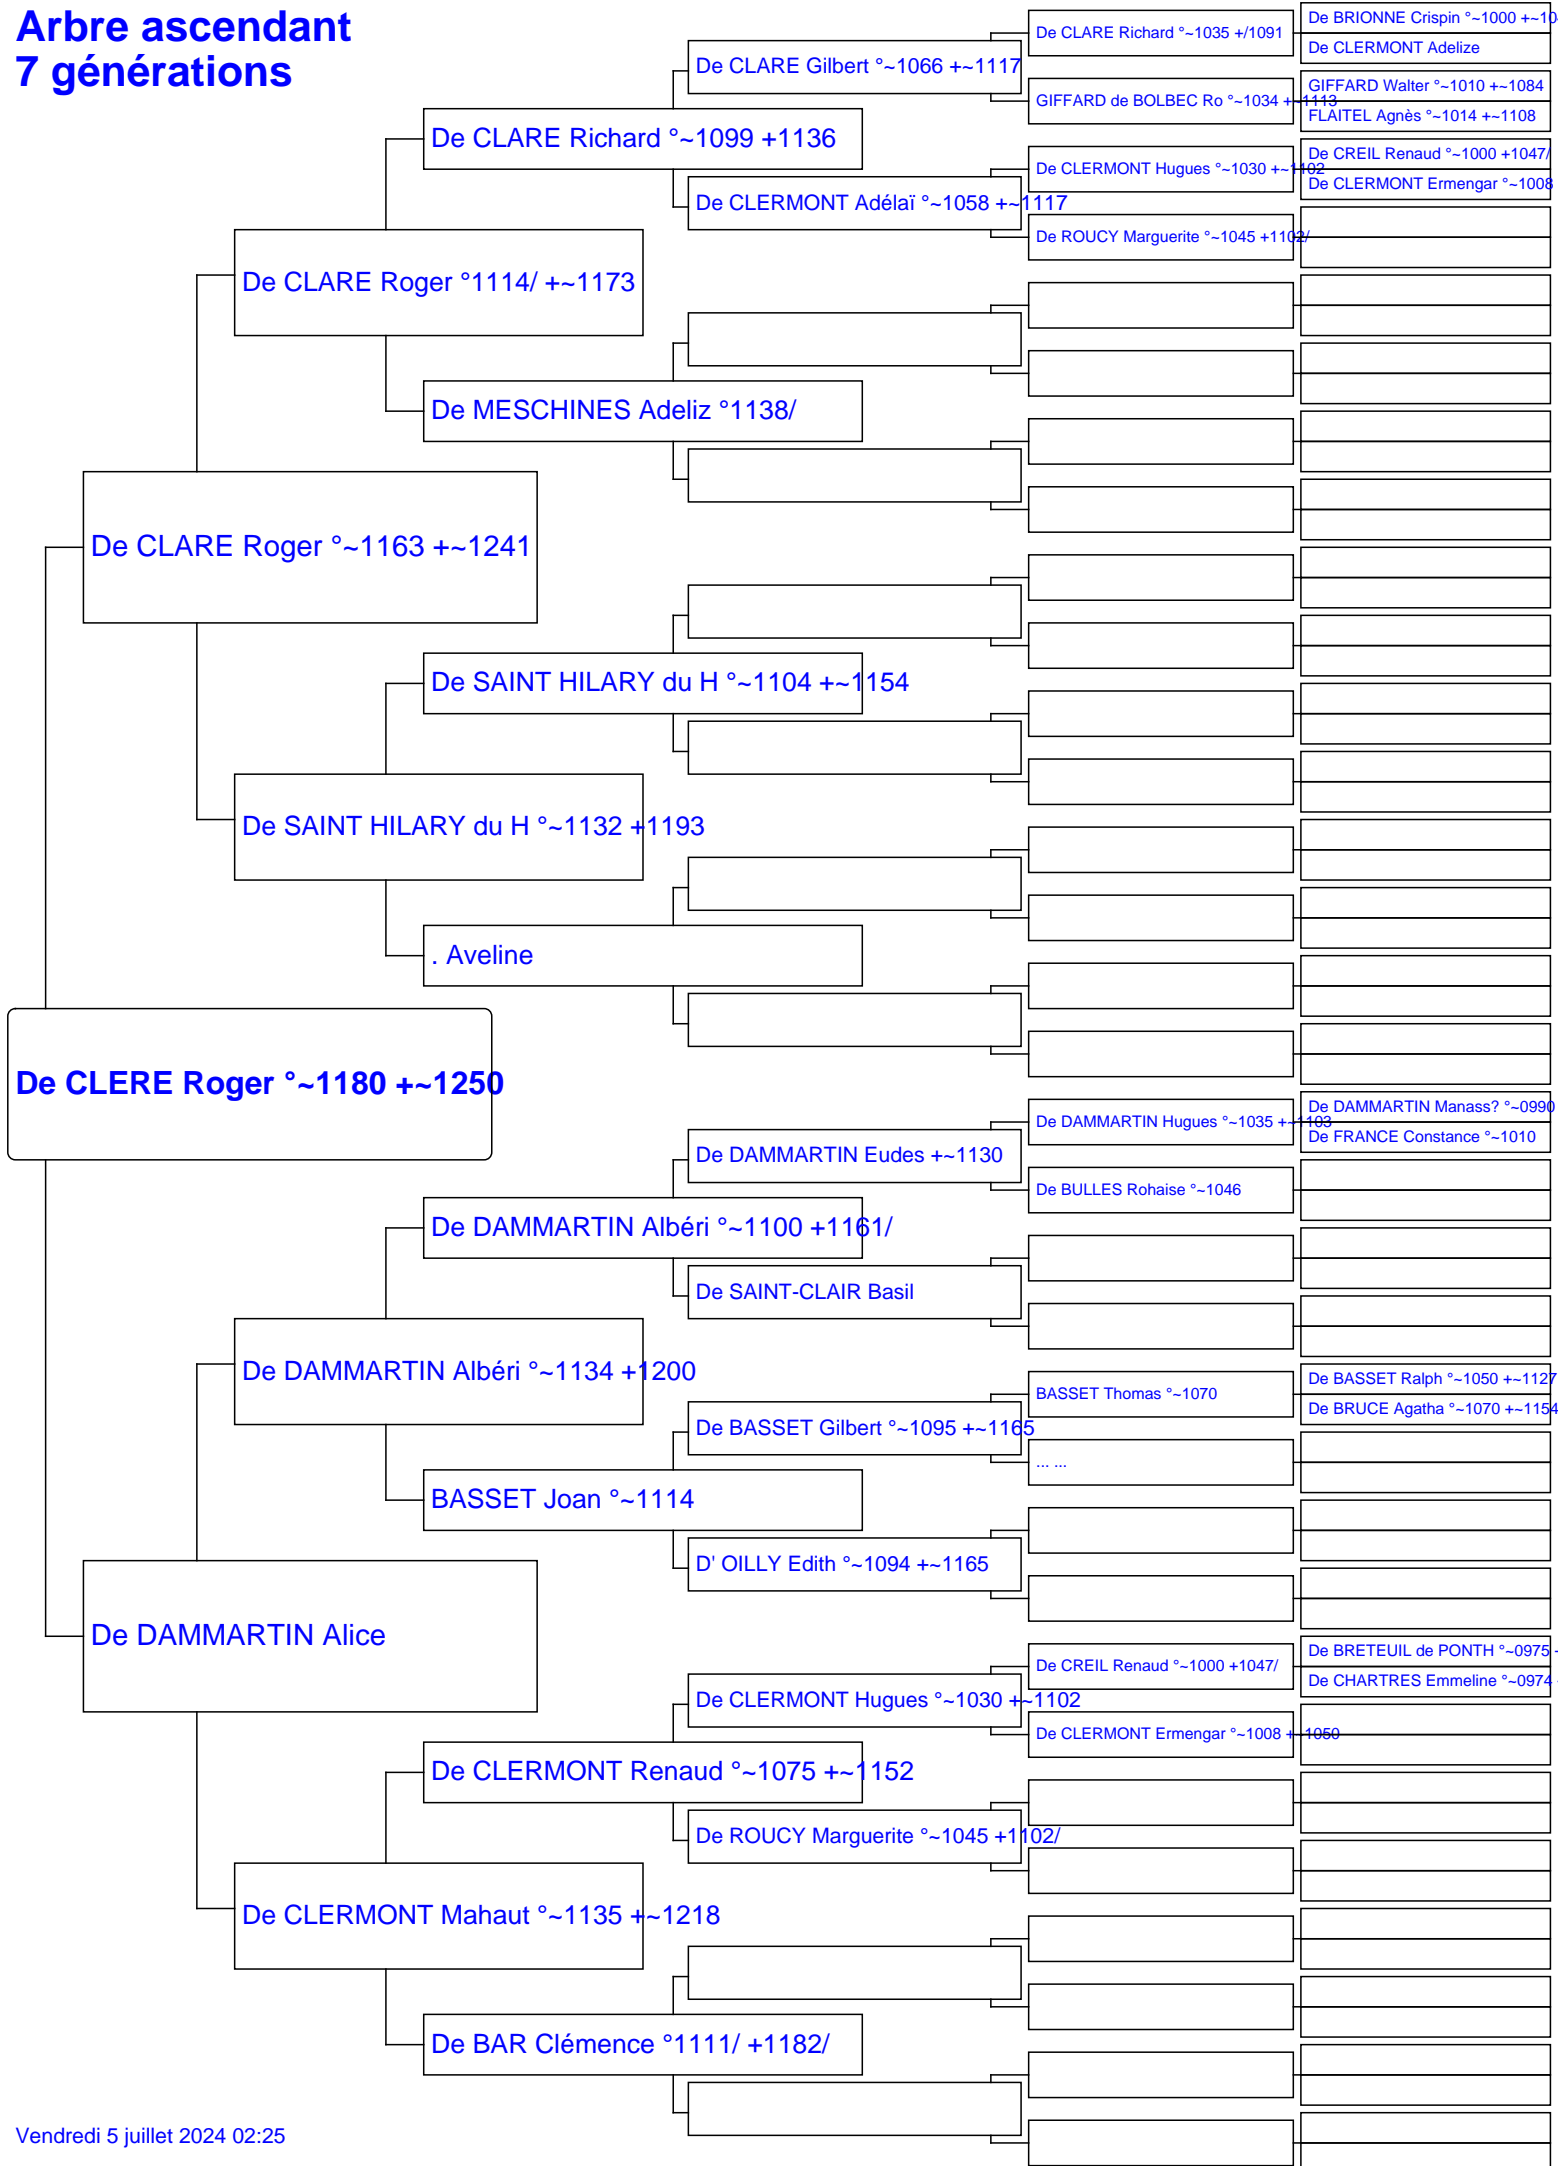 Arbre ascendant
7 générations
De BRIONNE Crispin °~1000 +~10
De CLARE Richard °~1035 +/1091
De CLERMONT Adelize
De CLARE Gilbert °~1066 +~1117
GIFFARD Walter °~1010 +~1084
GIFFARD de BOLBEC Ro °~1034 +~1113
FLAITEL Agnès °~1014 +~1108
De CLARE Richard °~1099 +1136
De CREIL Renaud °~1000 +1047/
De CLERMONT Hugues °~1030 +~1102
De CLERMONT Ermengar °~1008
De CLERMONT Adélaï °~1058 +~1117
De ROUCY Marguerite °~1045 +1102/
De CLARE Roger °1114/ +~1173
De MESCHINES Adeliz °1138/
De CLARE Roger °~1163 +~1241
De SAINT HILARY du H °~1104 +~1154
De SAINT HILARY du H °~1132 +1193
. Aveline
De CLERE Roger °~1180 +~1250
De DAMMARTIN Manass? °~0990
De DAMMARTIN Hugues °~1035 +~1103
De FRANCE Constance °~1010
De DAMMARTIN Eudes +~1130
De BULLES Rohaise °~1046
De DAMMARTIN Albéri °~1100 +1161/
De SAINT-CLAIR Basil
De DAMMARTIN Albéri °~1134 +1200
De BASSET Ralph °~1050 +~1127
BASSET Thomas °~1070
De BRUCE Agatha °~1070 +~1154
De BASSET Gilbert °~1095 +~1165
... ...
BASSET Joan °~1114
D' OILLY Edith °~1094 +~1165
De DAMMARTIN Alice
De BRETEUIL de PONTH °~0975
De CREIL Renaud °~1000 +1047/
De CHARTRES Emmeline °~0974
De CLERMONT Hugues °~1030 +~1102
De CLERMONT Ermengar °~1008 +~1050
De CLERMONT Renaud °~1075 +~1152
De ROUCY Marguerite °~1045 +1102/
De CLERMONT Mahaut °~1135 +~1218
De BAR Clémence °1111/ +1182/
Vendredi 5 juillet 2024 02:25